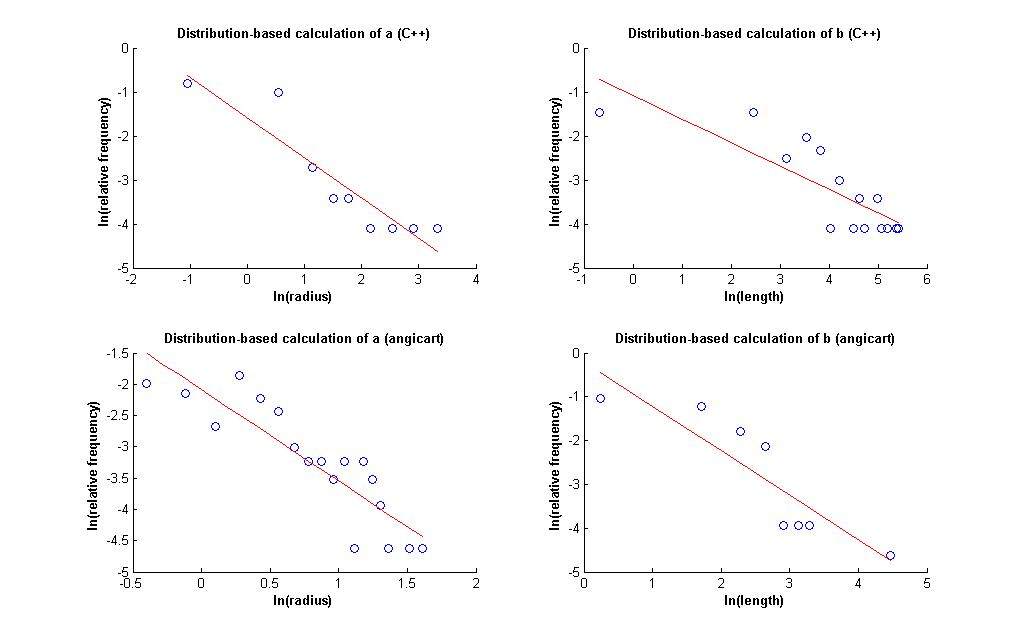 Distribution-based calculation of a (C++)
0
-1
-2
-3
-4
-5
ln(relative frequency)
-2 -1 0 1 2 3 4
ln(radius)
Distribution-based calculation of b (C++)
0
-1
-2
-3
-4
-5
ln(relative frequency)
-1 0 1 2 3 4 5 6
ln(length)
Distribution-based calculation of a (angicart)
-1.5
-2
-2.5
-3
-3.5
-4
-4.5
-5
ln(relative frequency)
-0.5 0 0.5 1 1.5 2
ln(radius)
Distribution-based calculation of b (angicart)
0
-1
-2
-3
-4
-5
ln(relative frequency)
0 1 2 3 4 5
ln(length)